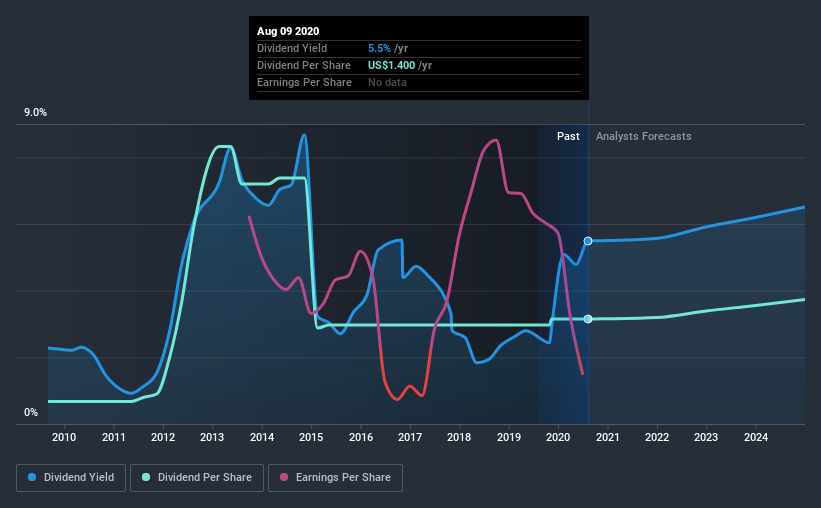 Aug 09 2020
Dividend Yield 5.5% /yr
Dividend Per Share US$1.400 /yr
Earnings Per Share No data
9.0%
Past Analysts Forecasts
0%
2010 2011 2012 2013 2014 2015 2016 2017 2018 2019 2020 2021 2022 2023 2024
Dividend Yield Dividend Per Share Earnings Per Share